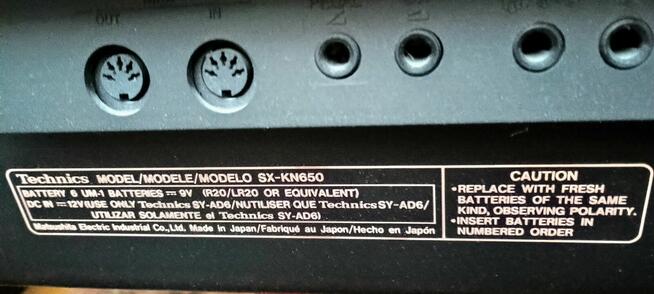 OUT
IN
Technics MODEL/MODELE/MODELO SX-KN650
BATTERY 6 UM-1 BATTERIES ⎓ 9V (R20/LR20 OR EQUIVALENT)
DC IN ⎓ 12V(USE ONLY Technics SY-AD6/NUTILISER QUE Technics SY-AD6/
UTILIZAR SOLAMENTE el Technics SY-AD6)
Matsushita Electric Industrial Co.,Ltd. Made in Japan/Fabriqué au Japon/Hecho en Japón
CAUTION
•REPLACE WITH FRESH
BATTERIES OF THE SAME
KIND, OBSERVING POLARITY.
•INSERT BATTERIES IN
NUMBERED ORDER